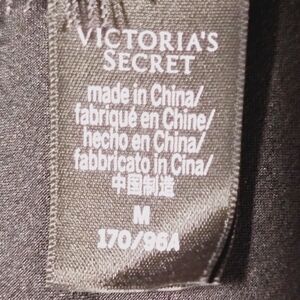 VICTORIA'S
SECRET
made in China/
fabriqué en Chine/
hecho en China/
fabbricato in Cina/
中国制造
M
170/96A